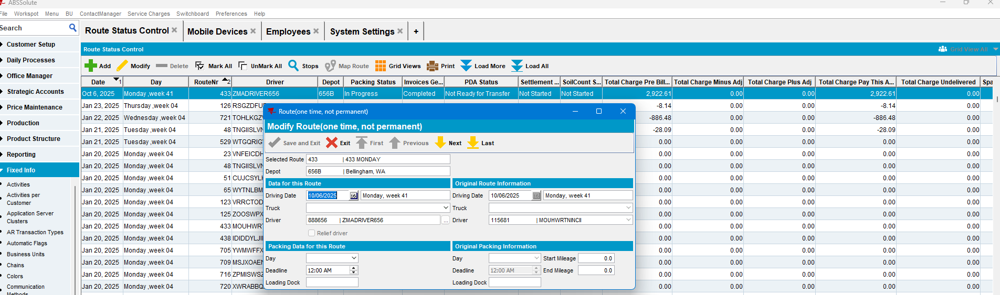 ABSSolute
File Workspot Menu BU ContactManager Service Charges Switchboard Preferences Help
Search
Route Status Control Mobile Devices Employees System Settings +
Customer Setup
Daily Processes
Office Manager
Strategic Accounts
Price Maintenance
Production
Product Structure
Reporting
Fixed Info
Activities
Activities per
Customer
Application Server
Clusters
AR Transaction Types
Automatic Flags
Business Units
Chains
Colors
Communication
Methods
Route Status Control Grid View All
Add Modify Delete Mark All UnMark All Stops Map Route Grid Views Print Load More Load All
Date 1 Day RouteNr 2 Driver Depot Packing Status Invoices Ge... PDA Status Settlement ... SoilCount S... Total Charge Pre Bill... Total Charge Minus Adj Total Charge Plus Adj Total Charge Pay This A... Total Charge Undelivered Spa
Oct 6, 2025 Monday ,week 41 433 ZMADRIVER656 656B In Progress Completed Not Ready for Transfer Not Started Not Started 2,922.61 0.00 0.00 2,922.61 0.00
Jan 23, 2025 Thursday ,week 04 126 RSGZDFU -8.14 0.00 0.00 -8.14 0.00
Jan 22, 2025 Wednesday ,week 04 721 TOHLKGZ -886.48 0.00 0.00 -886.48 0.00
Jan 21, 2025 Tuesday ,week 04 48 TNGIISLVN -28.09 0.00 0.00 -28.09 0.00
Jan 21, 2025 Tuesday ,week 04 529 WTGQRIG 0.00 0.00 0.00 0.00 0.00
Jan 20, 2025 Monday ,week 04 23 VNFEICDH 0.00 0.00 0.00 0.00 0.00
Jan 20, 2025 Monday ,week 04 48 TNGIISLVN 0.00 0.00 0.00 0.00 0.00
Jan 20, 2025 Monday ,week 04 51 CUJCSYL 0.00 0.00 0.00 0.00 0.00
Jan 20, 2025 Monday ,week 04 65 WYTNLBM 0.00 0.00 0.00 0.00 0.00
Jan 20, 2025 Monday ,week 04 123 VRRCTOD 0.00 0.00 0.00 0.00 0.00
Jan 20, 2025 Monday ,week 04 125 ZOOSWPX 0.00 0.00 0.00 0.00 0.00
Jan 20, 2025 Monday ,week 04 433 MOUHWR 0.00 0.00 0.00 0.00 0.00
Jan 20, 2025 Monday ,week 04 438 IDIDDYLJI 0.00 0.00 0.00 0.00 0.00
Jan 20, 2025 Monday ,week 04 705 YWMWFFX 0.00 0.00 0.00 0.00 0.00
Jan 20, 2025 Monday ,week 04 709 MSJXOAEN 0.00 0.00 0.00 0.00 0.00
Jan 20, 2025 Monday ,week 04 716 ZPMISWSZ 0.00 0.00 0.00 0.00 0.00
Jan 20, 2025 Monday ,week 04 720 XWRABBQ 0.00 0.00 0.00 0.00 0.00
Route(one time, not permanent)
Modify Route(one time, not permanent)
Save and Exit Exit First Previous Next Last
Selected Route 433 | 433 MONDAY
Depot 656B | Bellingham, WA
Data for this Route Original Route Information
Driving Date 10/06/2025 16 Monday, week 41 Driving Date 10/06/2025 16 Monday, week 41
Truck Truck
Driver 888656 | ZMADRIVER656 ... Driver 115681 | MOUHWRTNINCII
Relief driver
Packing Data for this Route Original Packing Information
Day Day Start Mileage 0.0
Deadline 12:00 AM Deadline 12:00 AM End Mileage 0.0
Loading Dock Loading Dock